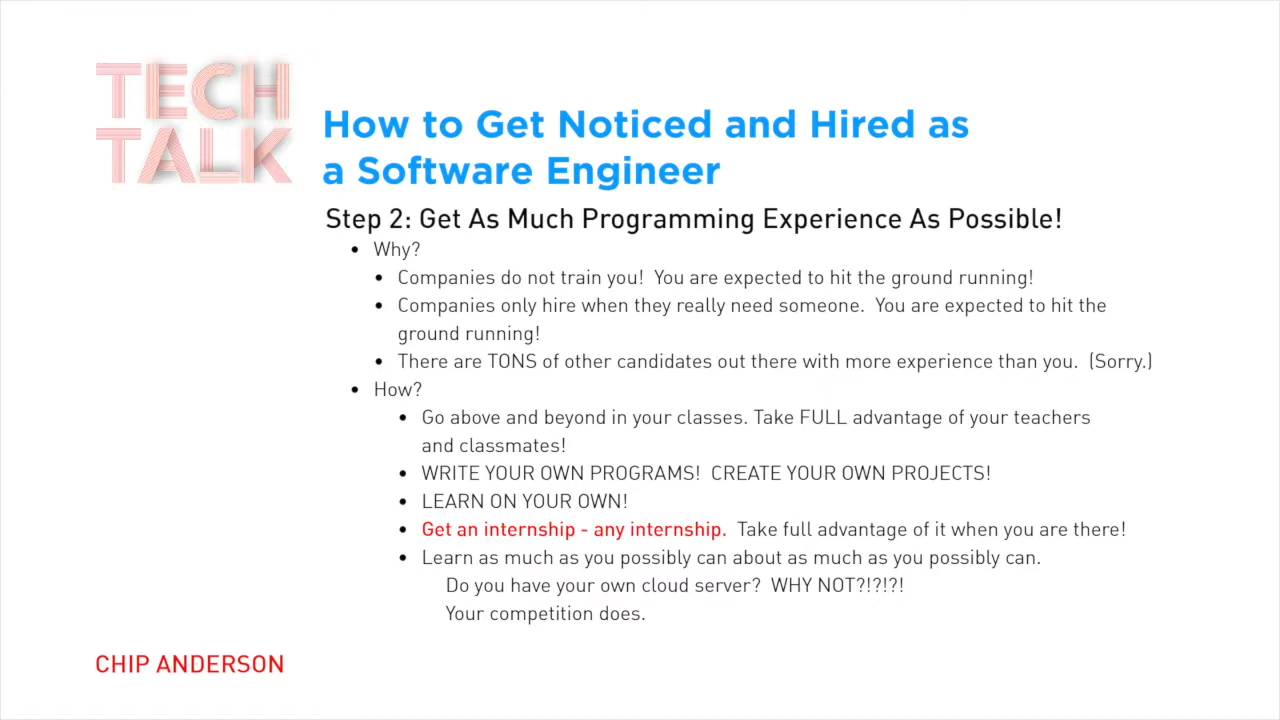 TECH
TALK
How to Get Noticed and Hired as
a Software Engineer
Step 2: Get As Much Programming Experience As Possible!
• Why?
• Companies do not train you!  You are expected to hit the ground running!
• Companies only hire when they really need someone.  You are expected to hit the
ground running!
• There are TONS of other candidates out there with more experience than you.  (Sorry.)
• How?
• Go above and beyond in your classes. Take FULL advantage of your teachers
and classmates!
• WRITE YOUR OWN PROGRAMS!  CREATE YOUR OWN PROJECTS!
• LEARN ON YOUR OWN!
• Get an internship - any internship.  Take full advantage of it when you are there!
• Learn as much as you possibly can about as much as you possibly can.
Do you have your own cloud server?  WHY NOT?!?!?!
Your competition does.
CHIP ANDERSON